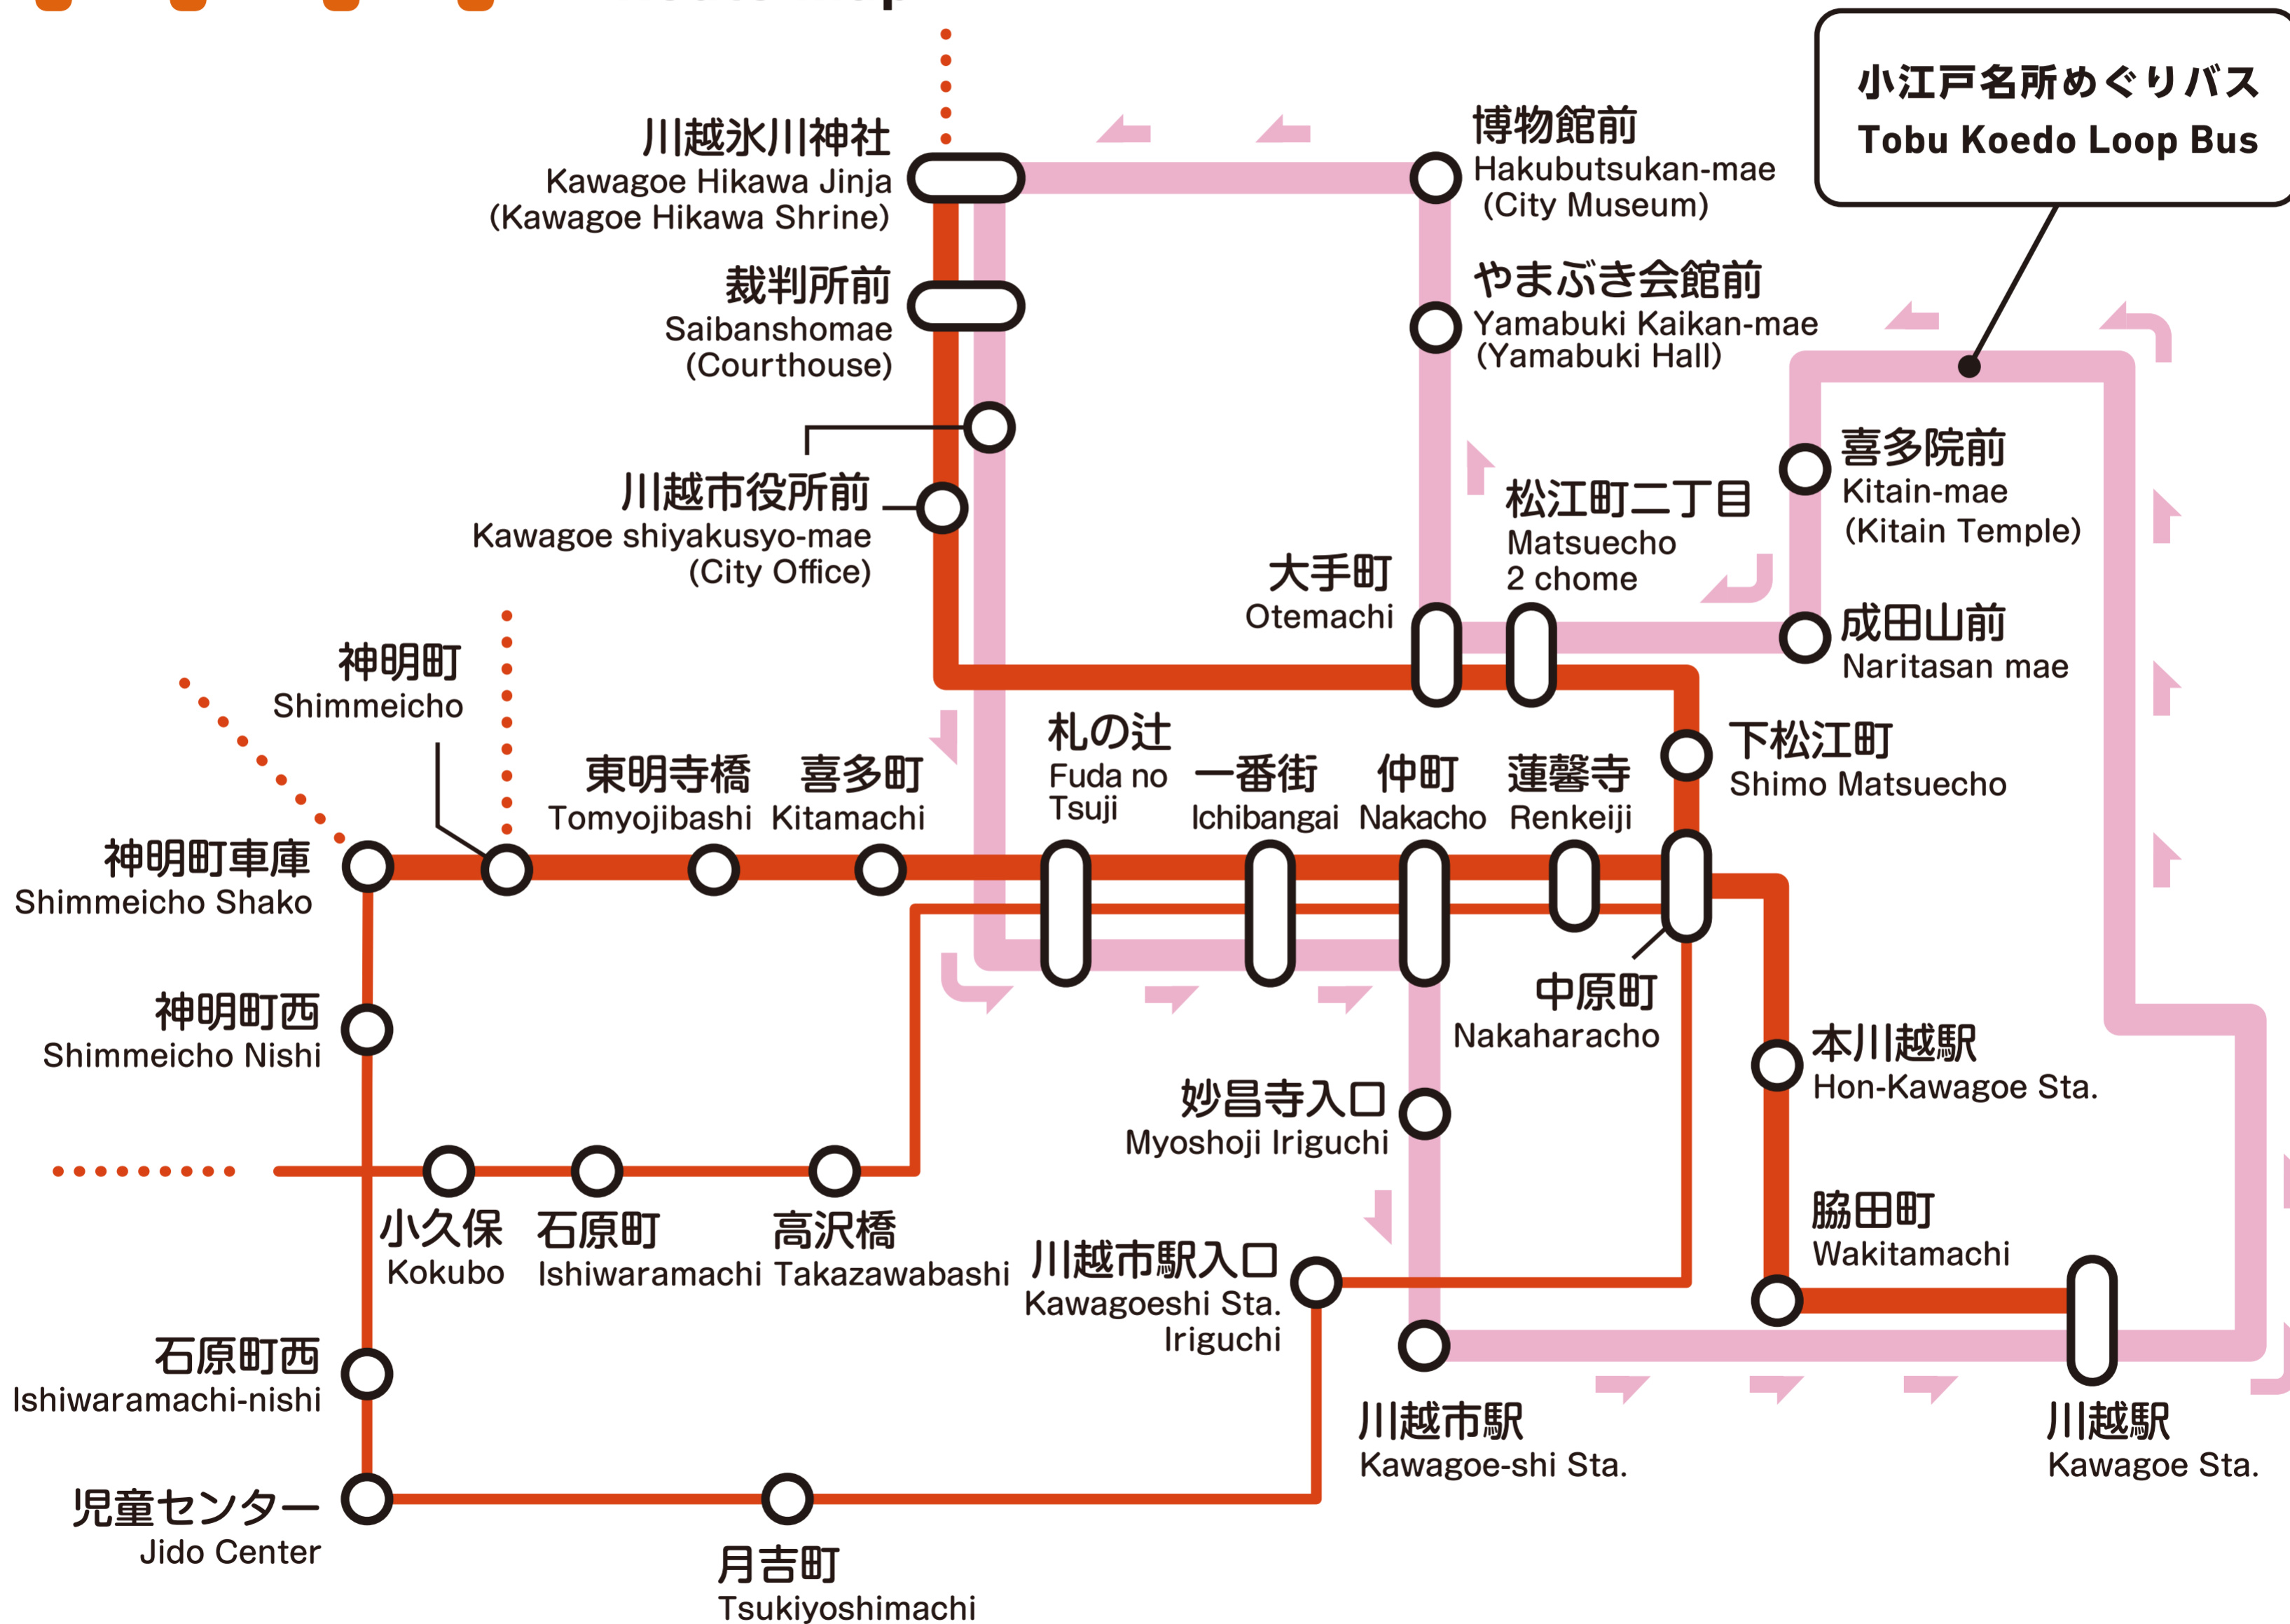 小江戸名所めぐりバス
Tobu Koedo Loop Bus
川越氷川神社
Kawagoe Hikawa Jinja
(Kawagoe Hikawa Shrine)
博物館前
Hakubutsukan-mae
(City Museum)
裁判所前
Saibanshomae
(Courthouse)
やまぶき会館前
Yamabuki Kaikan-mae
(Yamabuki Hall)
喜多院前
Kitain-mae
(Kitain Temple)
川越市役所前
Kawagoe shiyakusyo-mae
(City Office)
松江町二丁目
Matsuecho
2 chome
大手町
Otemachi
成田山前
Naritasan mae
神明町
Shimmeicho
札の辻
Fuda no
Tsuji
下松江町
Shimo Matsuecho
東明寺橋
Tomyojibashi
喜多町
Kitamachi
一番街
Ichibangai
仲町
Nakacho
蓮馨寺
Renkeiji
神明町車庫
Shimmeicho Shako
中原町
Nakaharacho
神明町西
Shimmeicho Nishi
本川越駅
Hon-Kawagoe Sta.
妙昌寺入口
Myoshoji Iriguchi
小久保
Kokubo
石原町
Ishiwaramachi
高沢橋
Takazawabashi
脇田町
Wakitamachi
川越市駅入口
Kawagoeshi Sta.
Iriguchi
石原町西
Ishiwaramachi-nishi
川越市駅
Kawagoe-shi Sta.
川越駅
Kawagoe Sta.
児童センター
Jido Center
月吉町
Tsukiyoshimachi